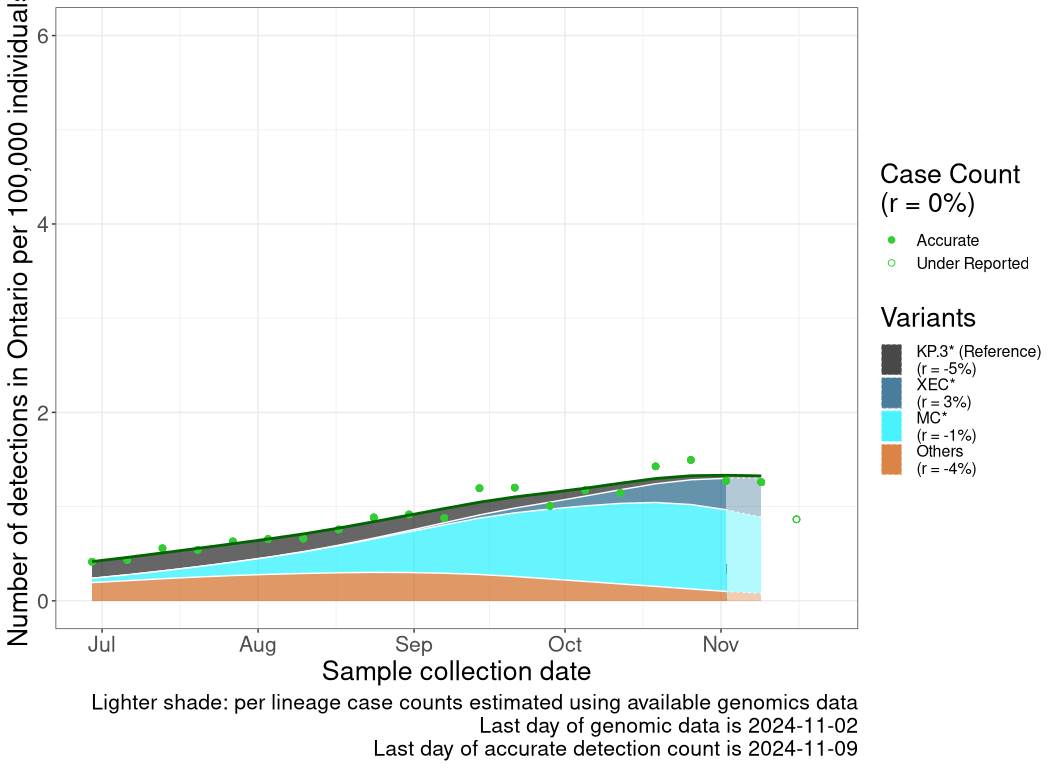 Number of detections in Ontario per 100,000 individuals
6
4
2
0
Jul Aug Sep Oct Nov
Sample collection date
Lighter shade: per lineage case counts estimated using available genomics data
Last day of genomic data is 2024-11-02
Last day of accurate detection count is 2024-11-09
Case Count
(r = 0%)
Accurate
Under Reported
Variants
KP.3* (Reference)
(r = -5%)
XEC*
(r = 3%)
MC*
(r = -1%)
Others
(r = -4%)